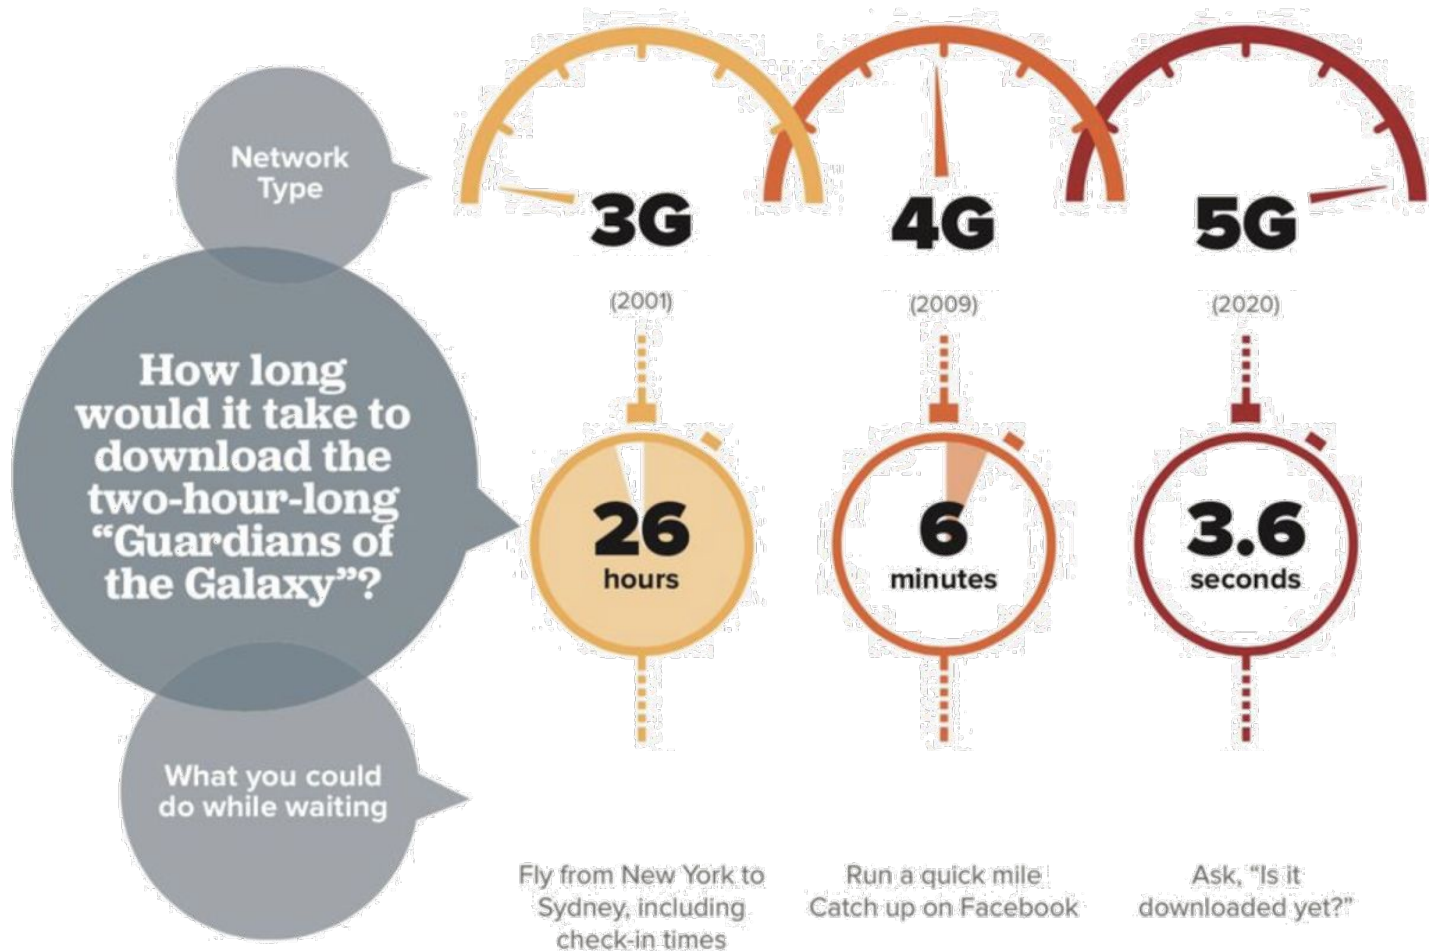 Network
Type
3G
4G
5G
(2001)
(2009)
(2020)
How long
would it take to
download the
two-hour-long
“Guardians of
the Galaxy”?
26
hours
6
minutes
3.6
seconds
What you could
do while waiting
Fly from New York to
Sydney, including
check-in times
Run a quick mile
Catch up on Facebook
Ask, “Is it
downloaded yet?”